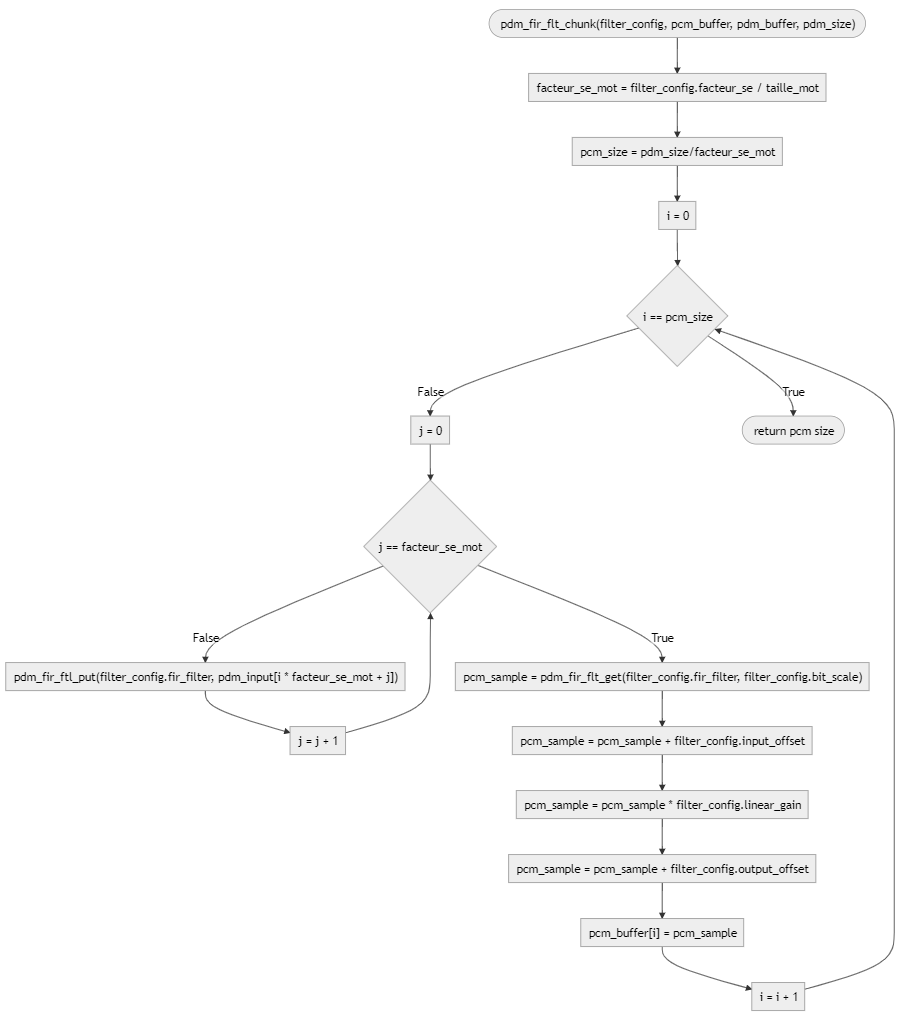 pdm_fir_flt_chunk(filter_config, pcm_buffer, pdm_buffer, pdm_size)
facteur_se_mot = filter_config.facteur_se / taille_mot
pcm_size = pdm_size/facteur_se_mot
i = 0
i == pcm_size
False
True
j = 0
return pcm size
j == facteur_se_mot
False
True
pdm_fir_ftl_put(filter_config.fir_filter, pdm_input[i * facteur_se_mot + j])
pcm_sample = pdm_fir_flt_get(filter_config.fir_filter, filter_config.bit_scale)
j = j + 1
pcm_sample = pcm_sample + filter_config.input_offset
pcm_sample = pcm_sample * filter_config.linear_gain
pcm_sample = pcm_sample + filter_config.output_offset
pcm_buffer[i] = pcm_sample
i = i + 1